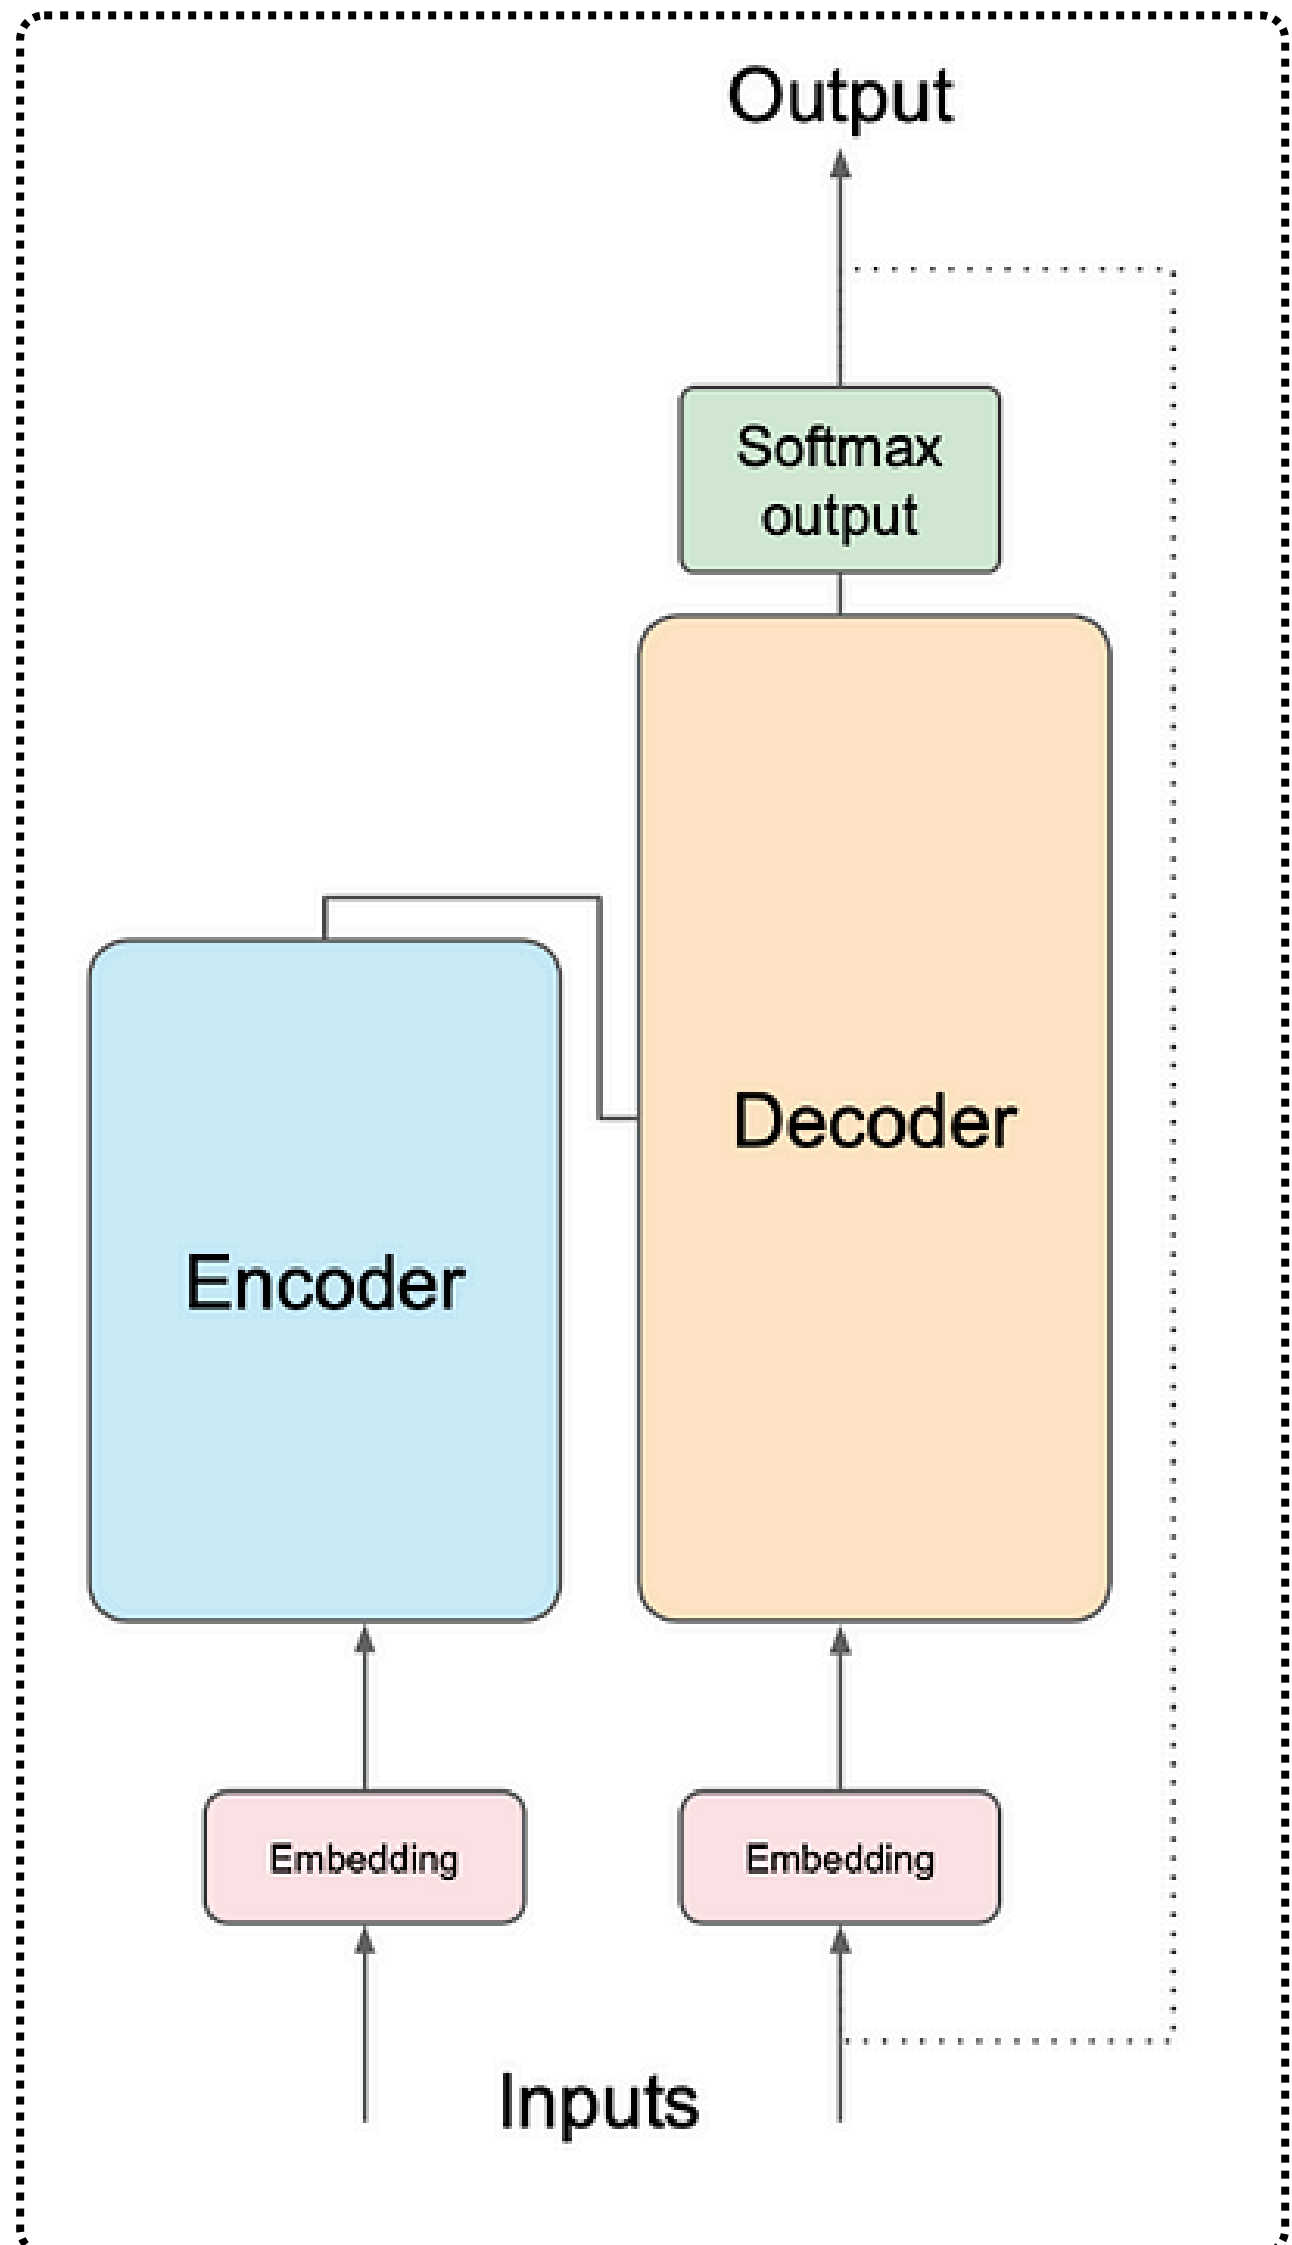 Output
Softmax
output
Decoder
Encoder
Embedding
Embedding
Inputs